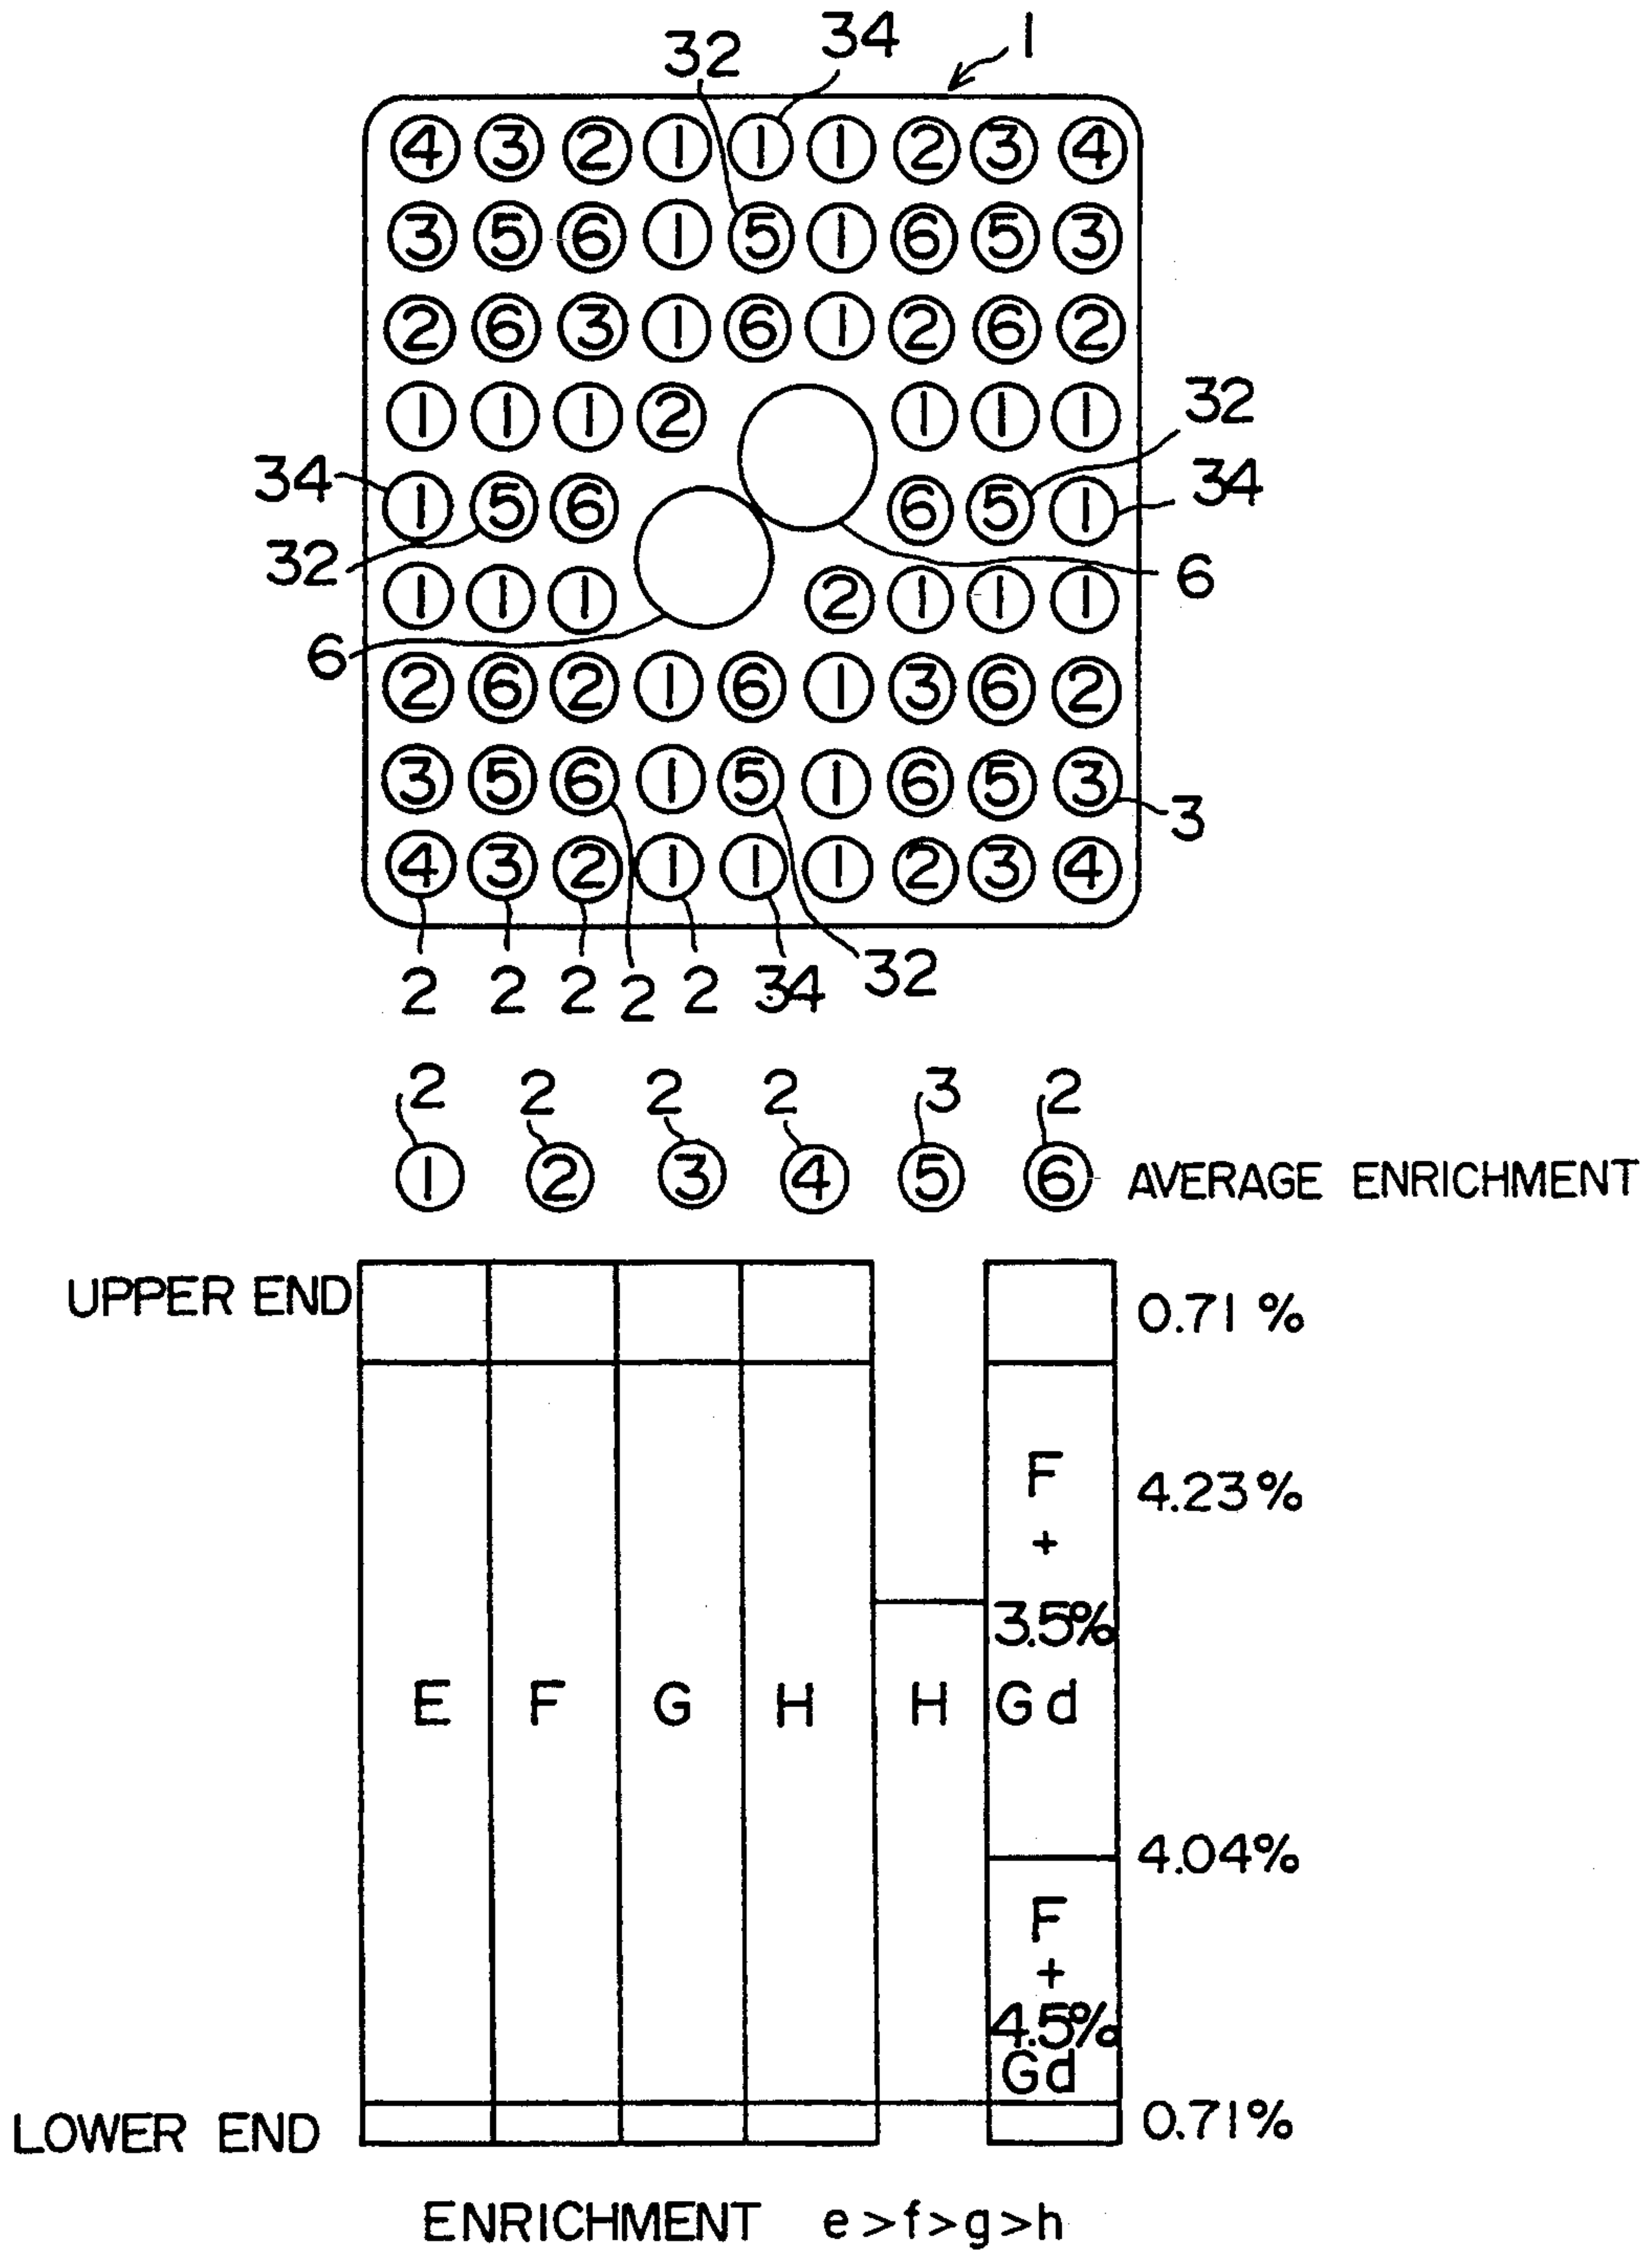 32 34 1
④ ③ ② ① ① ① ② ③ ④
③ ⑤ ⑥ ① ⑤ ① ⑥ ⑤ ③
② ⑥ ③ ① ⑥ ① ② ⑥ ②
32
① ① ① ② ① ① ①
34 34
① ⑤ ⑥ ⑥ ⑤ ①
32 6
① ① ① ② ① ① ①
6
② ⑥ ② ① ⑥ ① ③ ⑥ ②
③ ⑤ ⑥ ① ⑤ ① ⑥ ⑤ ③
3
④ ③ ② ① ① ① ② ③ ④
2 2 2 2 2 34 32
2 2 2 2 3 2
① ② ③ ④ ⑤ ⑥ AVERAGE ENRICHMENT
UPPER END 0.71%
F 4.23%
+
3.5%
E F G H H Gd
4.04%
F
+
4.5%
Gd
LOWER END 0.71%
ENRICHMENT e>f>g>h